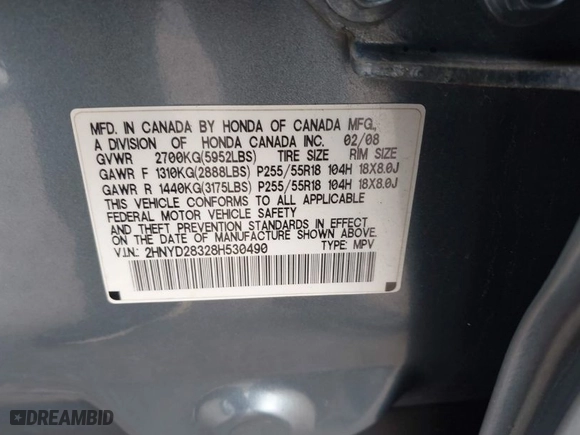 MFD. IN CANADA BY HONDA OF CANADA MFG.,
A DIVISION OF HONDA CANADA INC. 02/08
GVWR 2700KG(5952LBS) TIRE SIZE RIM SIZE
GAWR F 1310KG(2888LBS) P255/55R18 104H 18X8.0J
GAWR R 1440KG(3175LBS) P255/55R18 104H 18X8.0J
THIS VEHICLE CONFORMS TO ALL APPLICABLE
FEDERAL MOTOR VEHICLE SAFETY
AND THEFT PREVENTION STANDARDS IN EFFECT
ON THE DATE OF MANUFACTURE SHOWN ABOVE.
V.I.N.: 2HNYD28328H530490 TYPE: MPV
DREAMBID